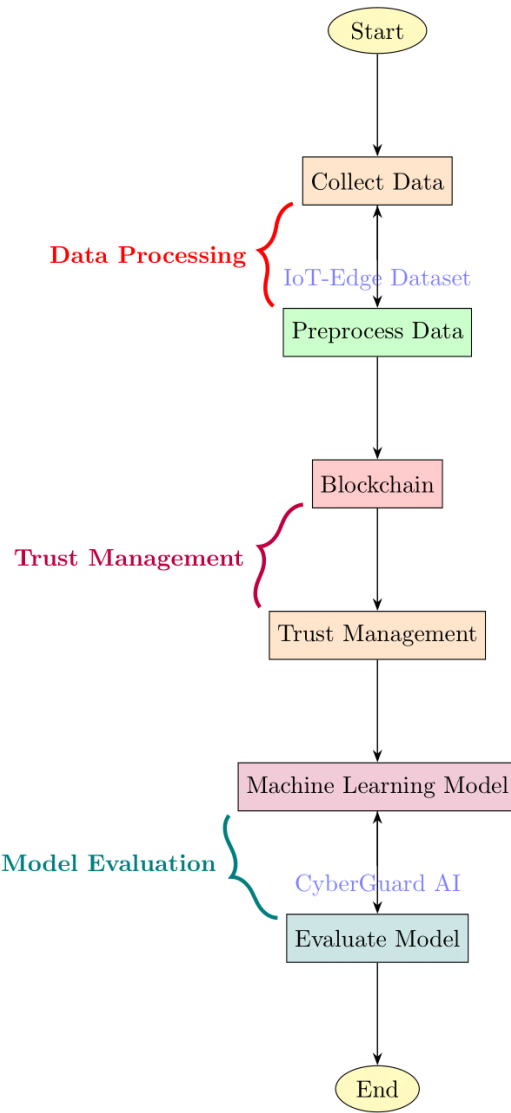 Start
Collect Data
Data Processing
IoT-Edge Dataset
Preprocess Data
Blockchain
Trust Management
Trust Management
Machine Learning Model
Model Evaluation
CyberGuard AI
Evaluate Model
End